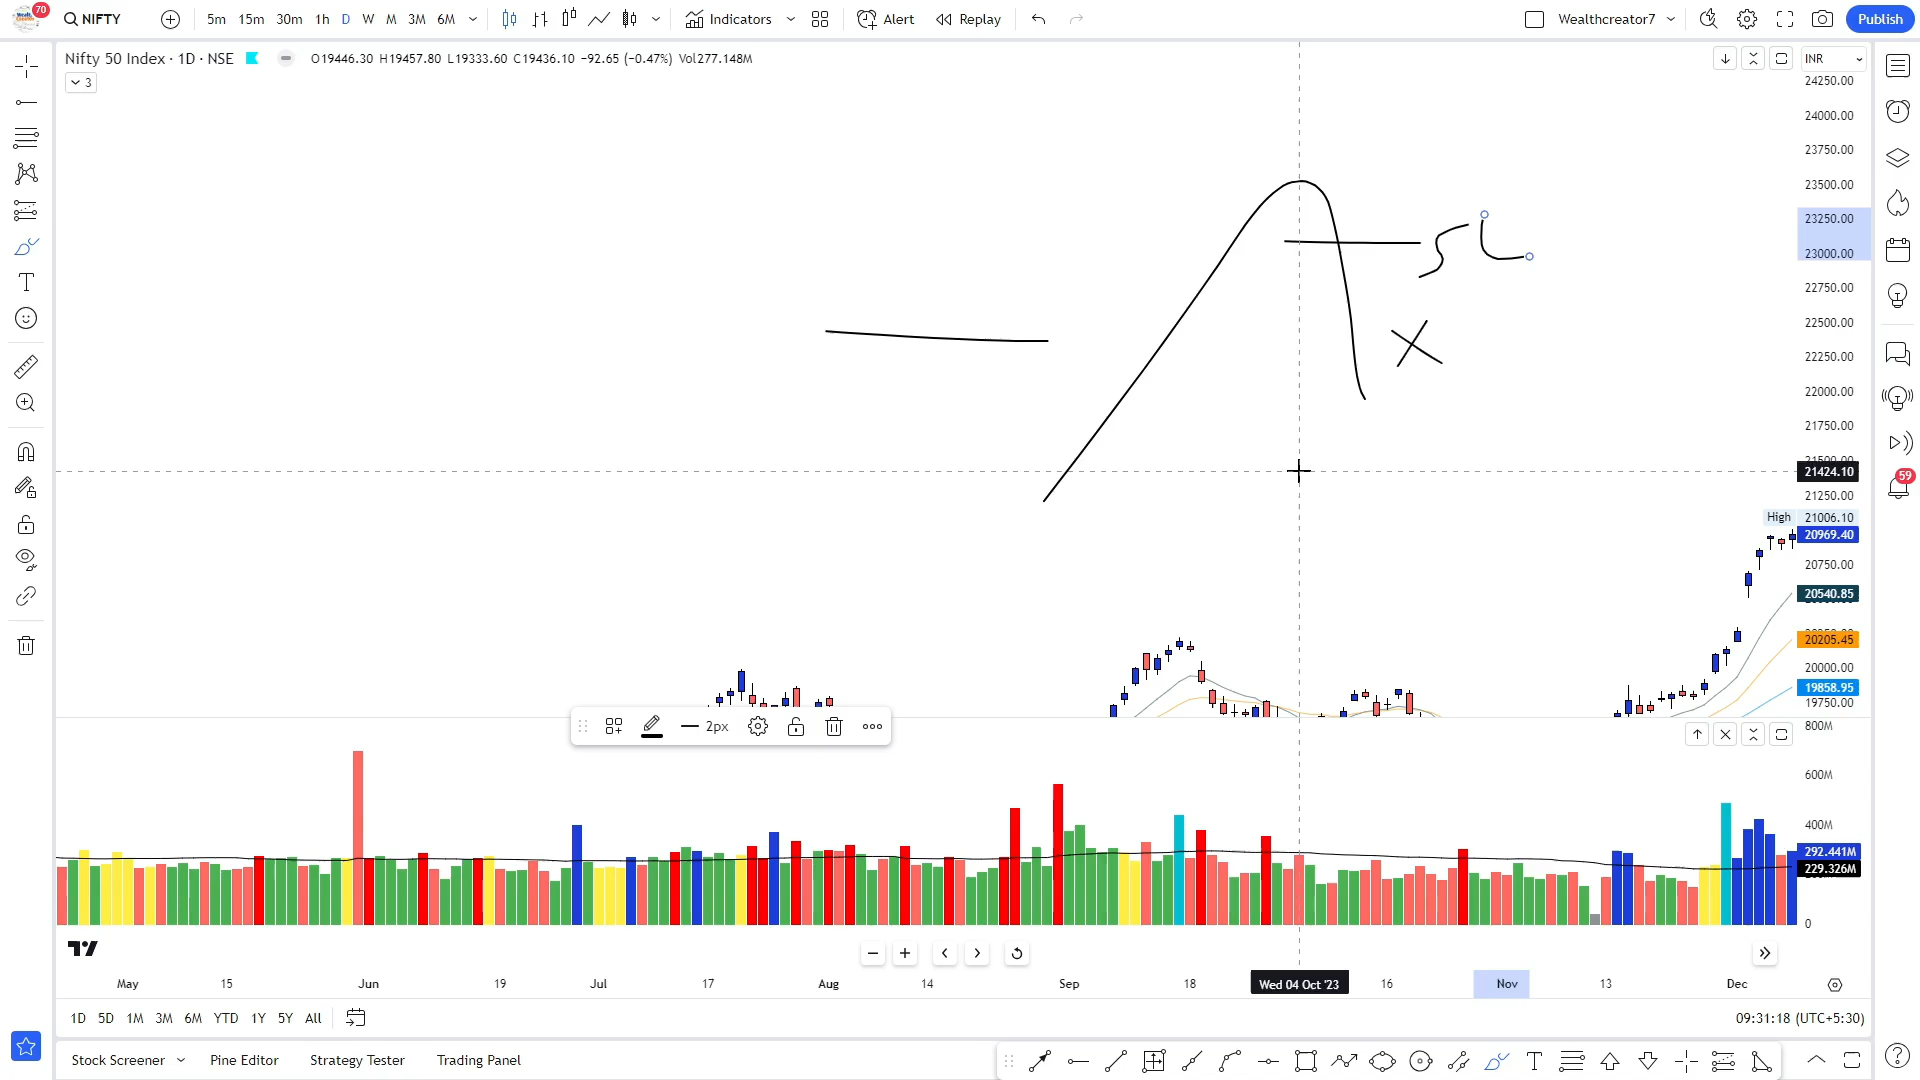 70
NIFTY
5m 15m 30m 1h D W M 3M 6M
Indicators
Alert
Replay
Wealthcreator7
Publish
Nifty 50 Index · 1D · NSE
O19446.30 H19457.80 L19333.60 C19436.10 −92.65 (−0.47%) Vol277.148M
INR
3
24250.00
24000.00
23750.00
23500.00
23250.00
23000.00
22750.00
22500.00
22250.00
22000.00
21750.00
21424.10
21250.00
High 21006.10
20969.40
20750.00
20540.85
20205.45
20000.00
19858.95
19750.00
SL
X
59
2px
800M
600M
400M
292.441M
229.326M
0
May 15 Jun 19 Jul 17 Aug 14 Sep 18 Wed 04 Oct '23 16 Nov 13 Dec
1D 5D 1M 3M 6M YTD 1Y 5Y All
09:31:18 (UTC+5:30)
Stock Screener
Pine Editor
Strategy Tester
Trading Panel